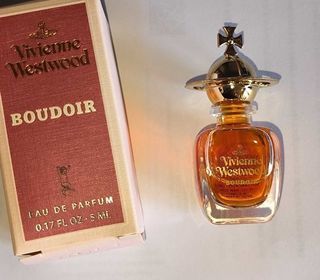 Vivienne
Westwood
BOUDOIR
EAU DE PARFUM
0.17 FL OZ - 5 ML
Vivienne
Westwood
BOUDOIR